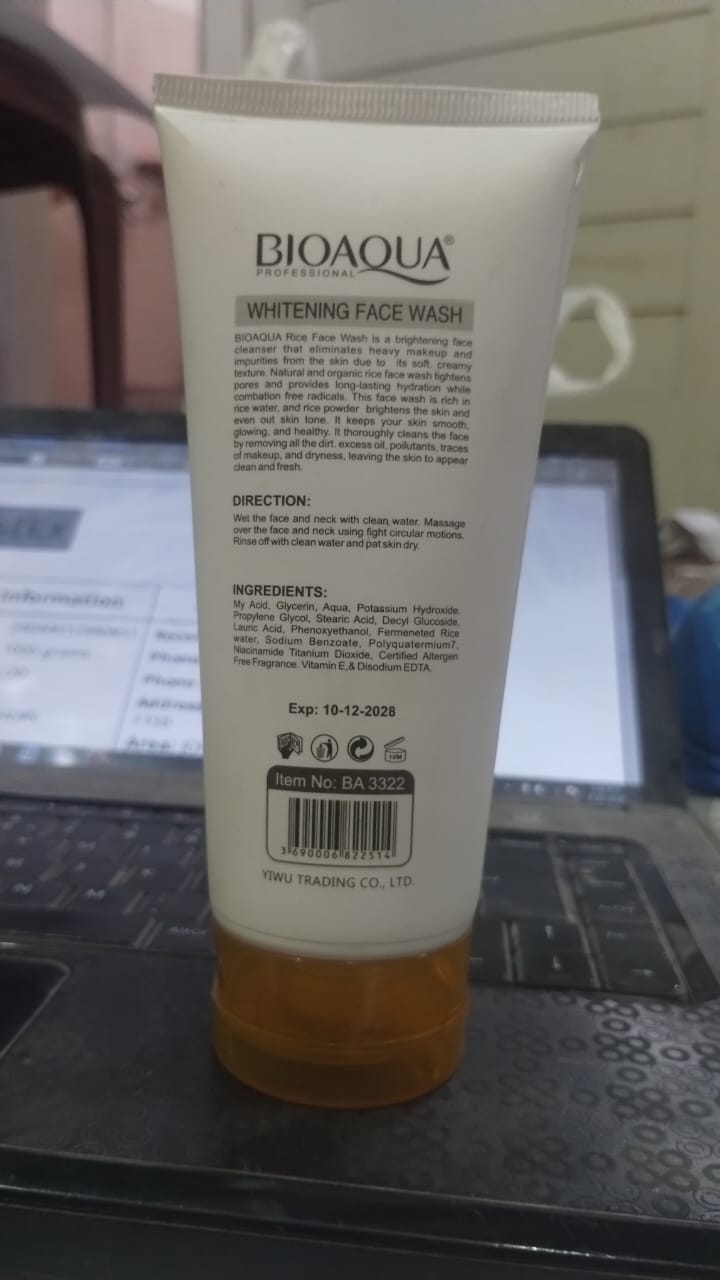 BIOAQUA®
PROFESSIONAL
WHITENING FACE WASH
BIOAQUA Rice Face Wash is a brightening face
cleanser that eliminates heavy makeup and
impurities from the skin due to its soft, creamy
texture. Natural and organic rice face wash tightens
pores and provides long-lasting hydration while
combation free radicals. This face wash is rich in
rice water, and rice powder brightens the skin and
even out skin tone. It keeps your skin smooth,
glowing, and healthy. It thoroughly cleans the face
by removing all the dirt, excess oil, poilutants, traces
of makeup, and dryness, leaving the skin to appear
clean and fresh.
DIRECTION:
Wet the face and neck with clean water. Massage
over the face and neck using fight circular motions.
Rinse off with clean water and pat skin dry.
INGREDIENTS:
My Acid, Glycerin, Aqua, Potassium Hydroxide.
Propylene Glycol, Stearic Acid, Decyl Glucoside,
Lauric Acid, Phenoxyethanol, Fermeneted Rice
water, Sodium Benzoate, Polyquatermium7,
Niacinamide Titanium Dioxide, Certified Allergen
Free Fragrance. Vitamin E,& Disodium EDTA.
Exp: 10-12-2028
12M
Item No: BA 3322
3 690006 822514
YIWU TRADING CO., LTD.
information